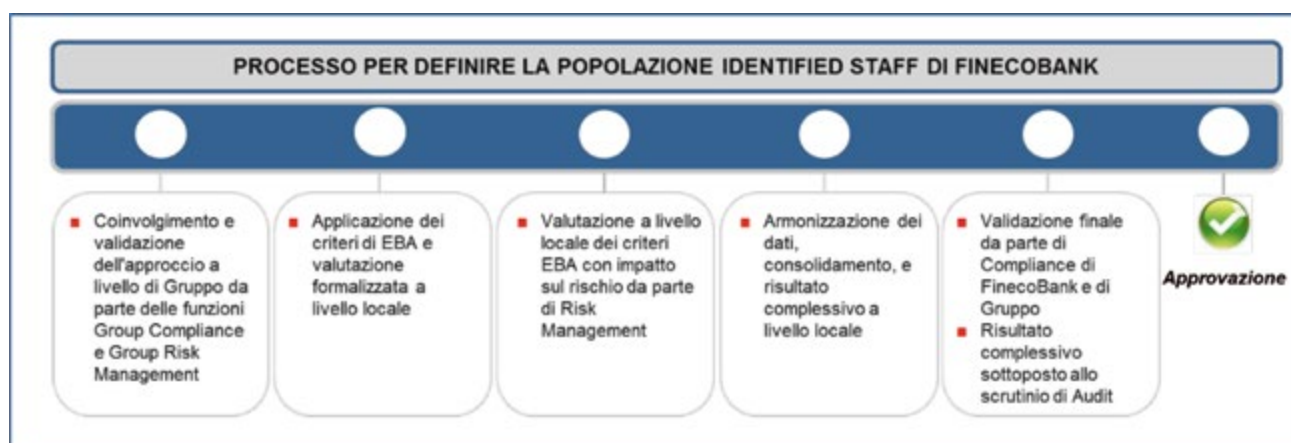 PROCESSO PER DEFINIRE LA POPOLAZIONE IDENTIFIED STAFF DI FINECOBANK
Coinvolgimento e
validazione
dell'approccio a
livello di Gruppo da
parte delle funzioni
Group Compliance
e Group Risk
Management
Applicazione dei
criteri di EBA e
valutazione
formalizzata a
livello locale
Valutazione a livello
locale dei criteri
EBA con impatto
sul rischio da parte
di Risk
Management
Armonizzazione dei
dati,
consolidamento, e
risultato
complessivo a
livello locale
Validazione finale
da parte di
Compliance di
FinecoBank e di
Gruppo
Risultato
complessivo
sottoposto allo
scrutinio di Audit
Approvazione